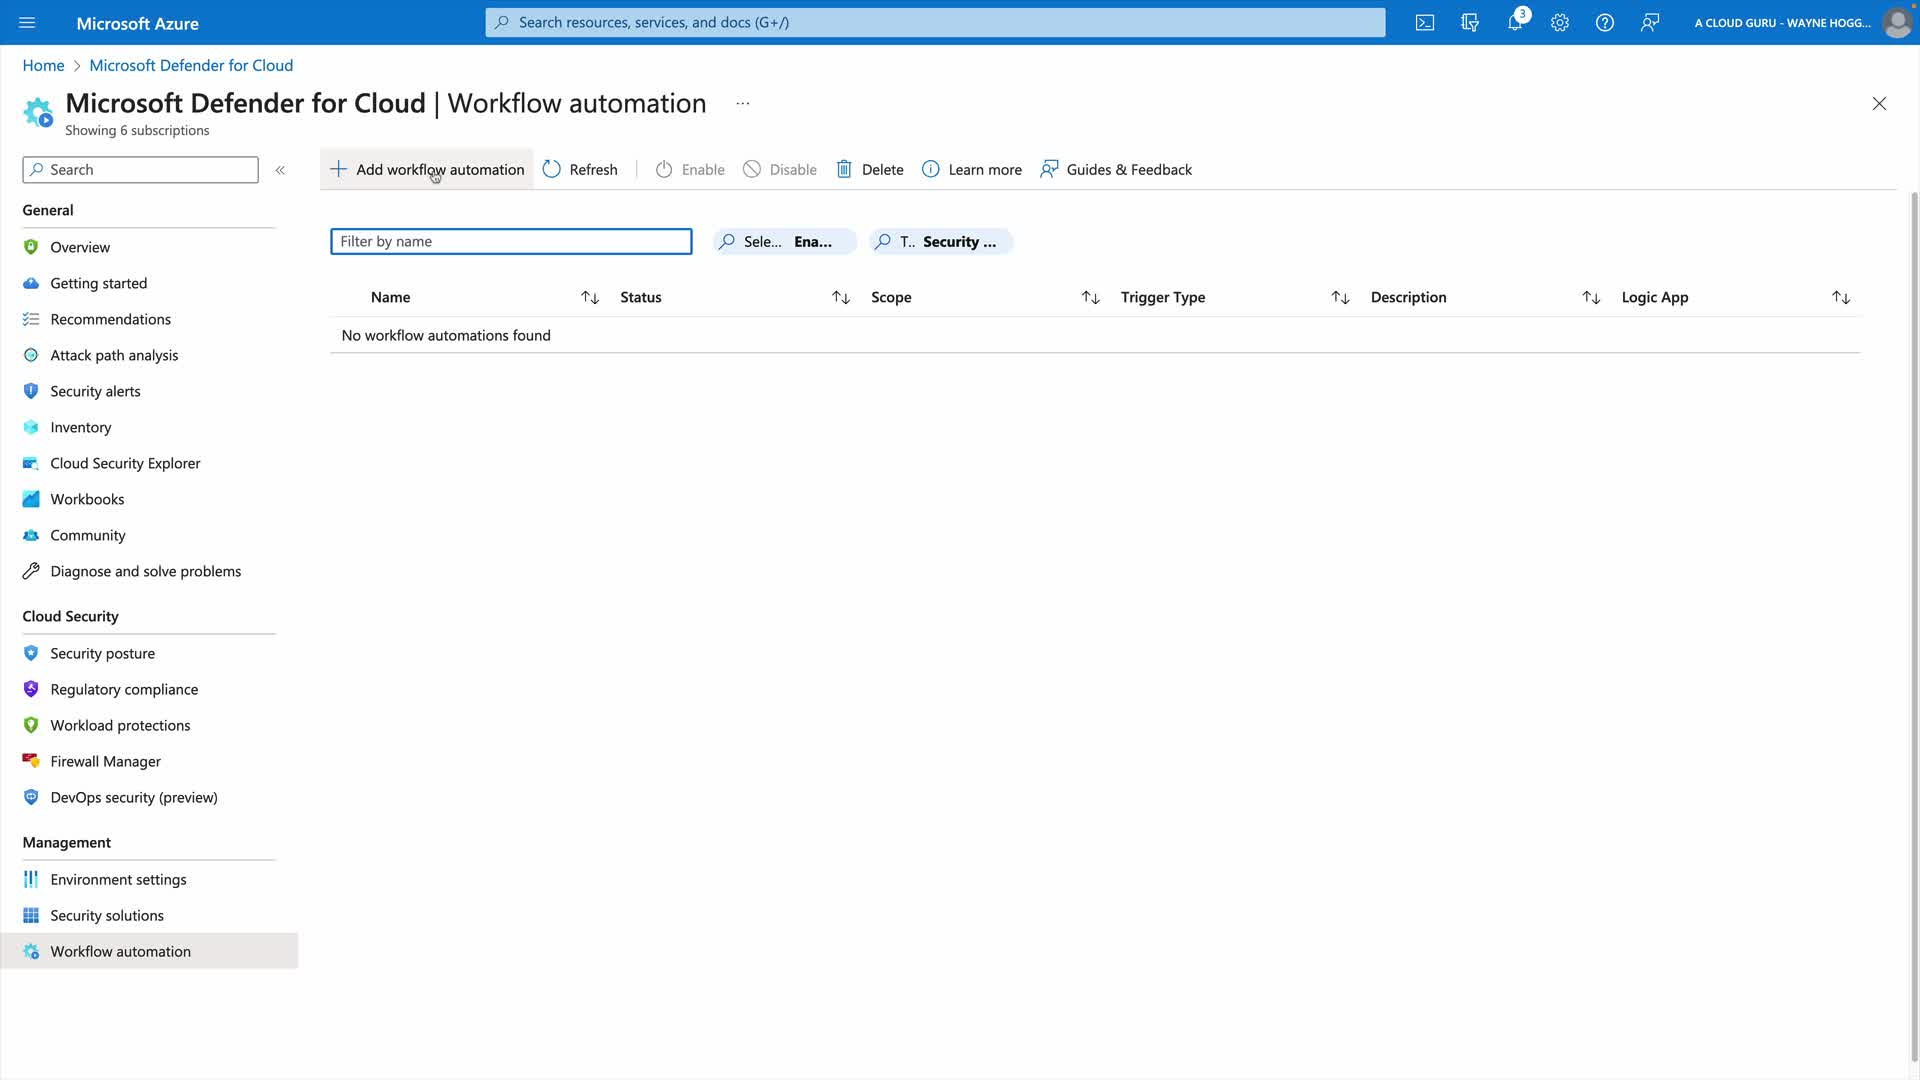 Microsoft Azure
Search resources, services, and docs (G+/)
3
A CLOUD GURU - WAYNE HOGG...
Home > Microsoft Defender for Cloud
Microsoft Defender for Cloud | Workflow automation ...
Showing 6 subscriptions
Search «
Add workflow automation Refresh Enable Disable Delete Learn more Guides & Feedback
General
Overview
Getting started
Recommendations
Attack path analysis
Security alerts
Inventory
Cloud Security Explorer
Workbooks
Community
Diagnose and solve problems
Cloud Security
Security posture
Regulatory compliance
Workload protections
Firewall Manager
DevOps security (preview)
Management
Environment settings
Security solutions
Workflow automation
Filter by name
Sele... Ena...
T.. Security ...
Name Status Scope Trigger Type Description Logic App
No workflow automations found